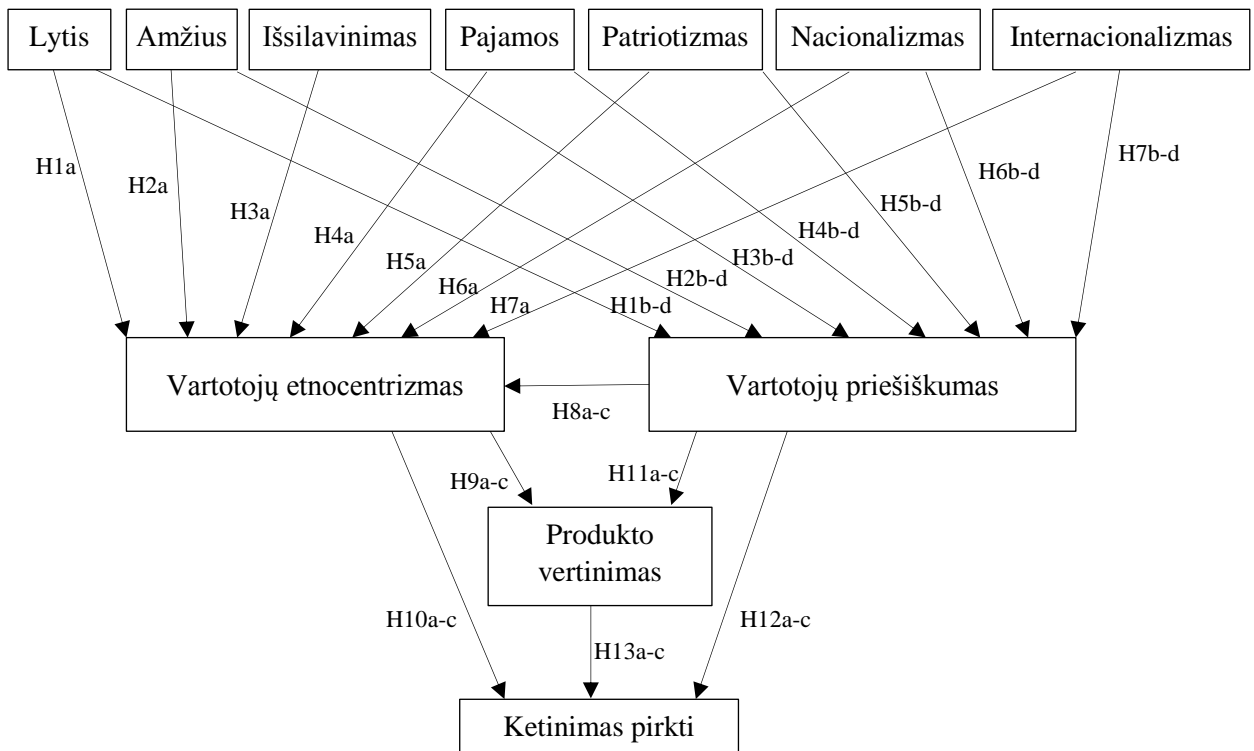 Lytis
Amžius
Išsilavinimas
Pajamos
Patriotizmas
Nacionalizmas
Internacionalizmas
H1a
H2a
H3a
H4a
H5a
H6a
H7a
H1b-d
H2b-d
H3b-d
H4b-d
H5b-d
H6b-d
H7b-d
Vartotojų etnocentrizmas
Vartotojų priešiškumas
H8a-c
H9a-c
H11a-c
Produkto
vertinimas
H10a-c
H13a-c
H12a-c
Ketinimas pirkti